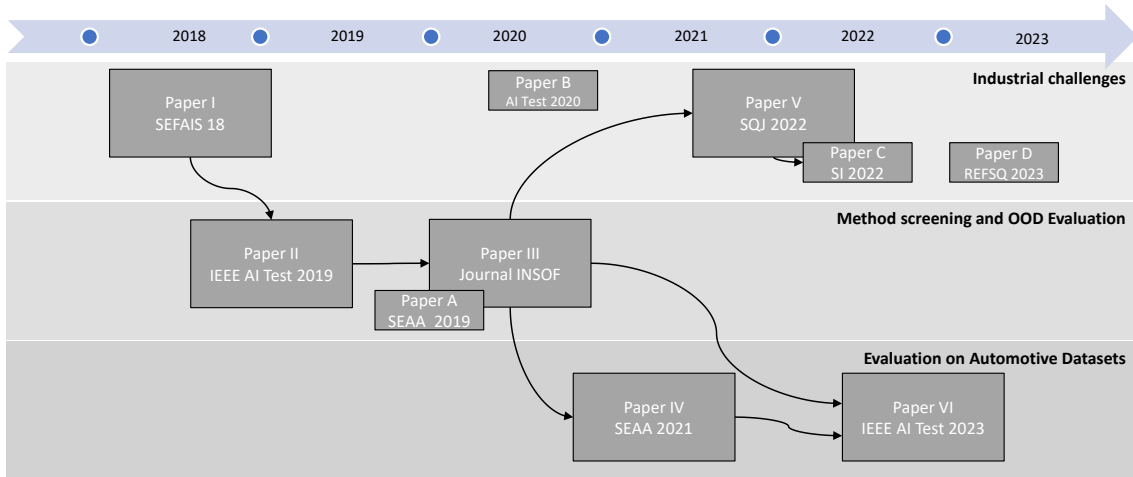 2018
2019
2020
2021
2022
2023
Industrial challenges
Paper I
SEFAIS 18
Paper B
AI Test 2020
Paper V
SQJ 2022
Paper C
SI 2022
Paper D
REFSQ 2023
Method screening and OOD Evaluation
Paper II
IEEE AI Test 2019
Paper III
Journal INSOF
Paper A
SEAA 2019
Evaluation on Automotive Datasets
Paper IV
SEAA 2021
Paper VI
IEEE AI Test 2023